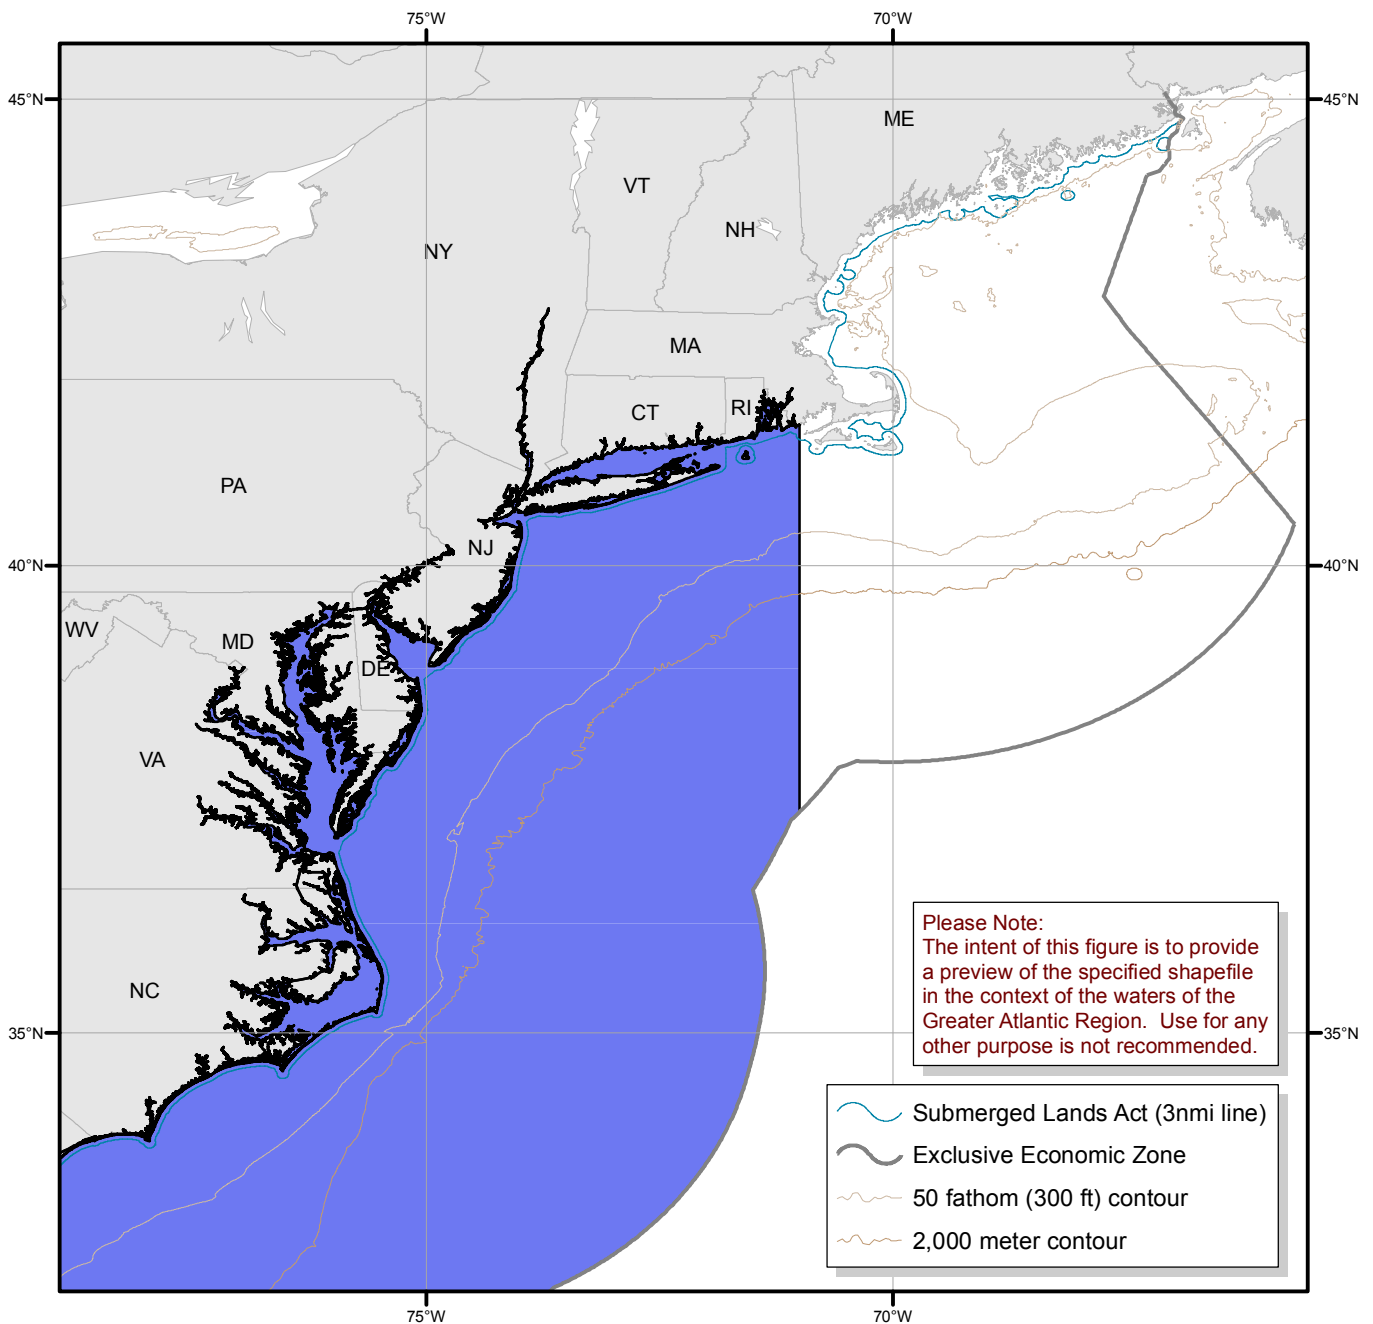 75°W
70°W
45°N
45°N
ME
VT
NH
NY
MA
CT
RI
PA
NJ
40°N
40°N
WV
MD
DE
VA
NC
35°N
35°N
Please Note:
The intent of this figure is to provide
a preview of the specified shapefile
in the context of the waters of the
Greater Atlantic Region.  Use for any
other purpose is not recommended.
Submerged Lands Act (3nmi line)
Exclusive Economic Zone
50 fathom (300 ft) contour
2,000 meter contour
75°W
70°W